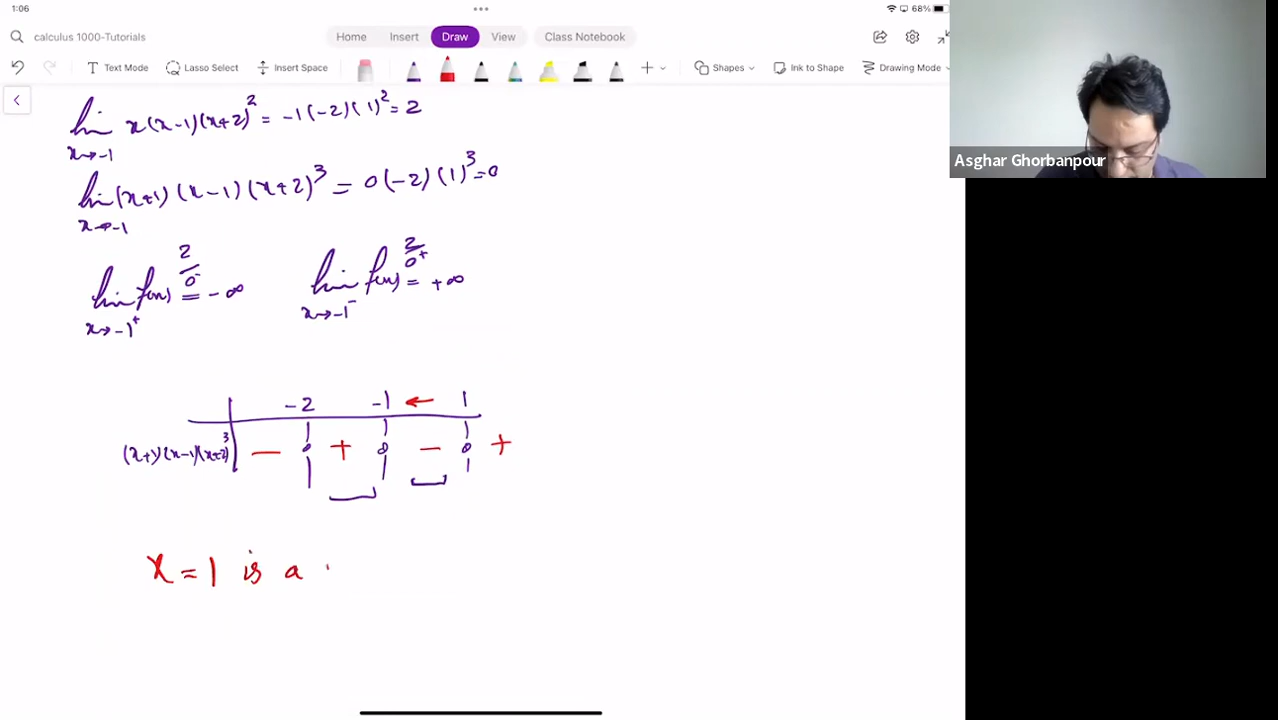 1:06
68%
calculus 1000-Tutorials
Home Insert Draw View Class Notebook
Text Mode Lasso Select Insert Space Shapes Ink to Shape Drawing Mode
Asghar Ghorbanpour
lim x→-1 x(x-1)(x+2)² = -1(-2)(1)² = 2
lim x→-1 (x+1)(x-1)(x+2)³ = 0(-2)(1)³ = 0
lim x→-1⁺ f(x) 2/0⁻ = -∞ lim x→-1⁻ f(x) 2/0⁺ = +∞
-2 -1 ← 1
(x+1)(x-1)(x+2)³ − 0 + 0 − 0 +
x = 1 is a